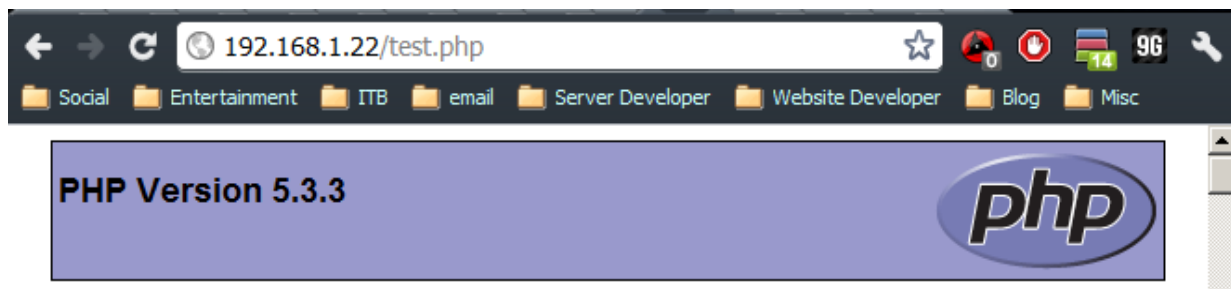 192.168.1.22/test.php
0
14
9G
Social Entertainment ITB email Server Developer Website Developer Blog Misc
PHP Version 5.3.3
php